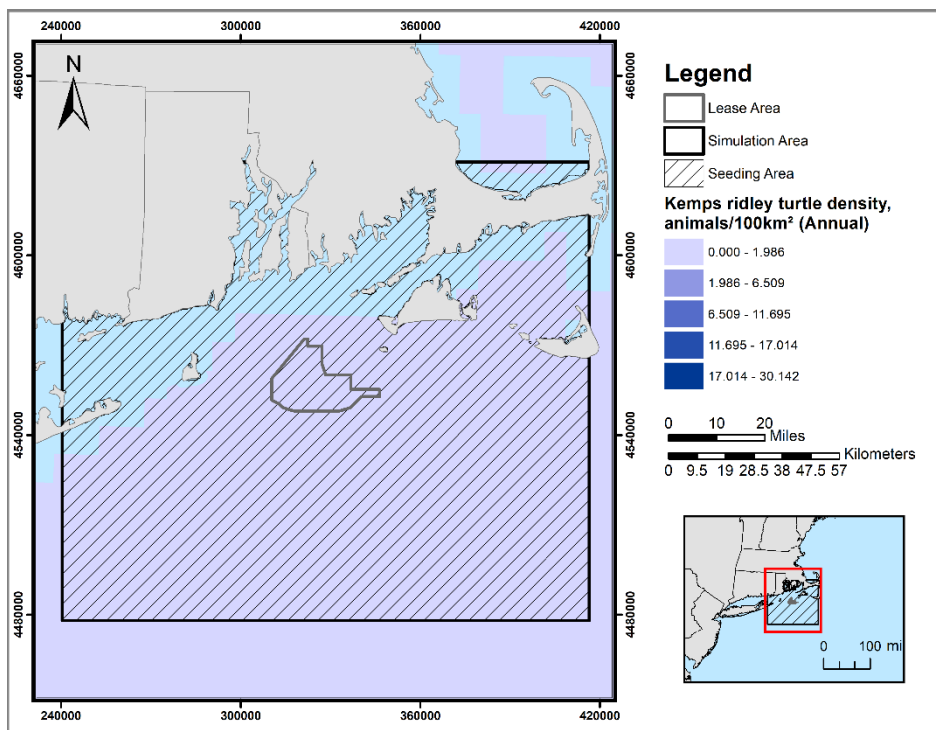 240000 300000 360000 420000
4660000
4600000
4540000
4480000
N
240000 300000 360000 420000
4660000
4600000
4540000
4480000
Legend
Lease Area
Simulation Area
Seeding Area
Kemps ridley turtle density,
animals/100km² (Annual)
0.000 - 1.986
1.986 - 6.509
6.509 - 11.695
11.695 - 17.014
17.014 - 30.142
0 10 20
Miles
Kilometers
0 9.5 19 28.5 38 47.5 57
0 100 mi